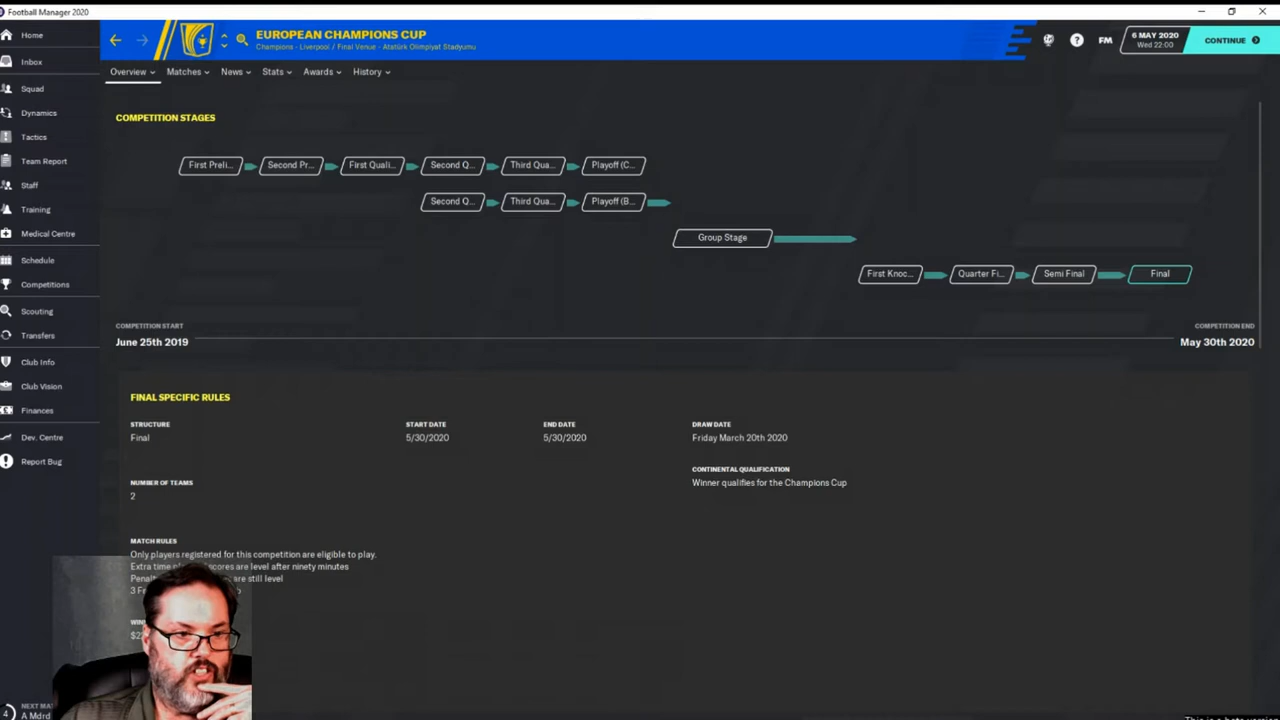 Football Manager 2020
Home
Inbox
Squad
Dynamics
Tactics
Team Report
Staff
Training
Medical Centre
Schedule
Competitions
Scouting
Transfers
Club Info
Club Vision
Finances
Dev. Centre
Report Bug
4
NEXT
A Mdrd
EUROPEAN CHAMPIONS CUP
Champions - Liverpool / Final Venue - Atatürk Olimpiyat Stadyumu
FM
6 MAY 2020
Wed 22:00
CONTINUE
Overview Matches News Stats Awards History
COMPETITION STAGES
First Preli... Second Pr... First Quali... Second Q... Third Qua... Playoff (C...
Second Q... Third Qua... Playoff (B...
Group Stage
First Knoc... Quarter Fi... Semi Final Final
COMPETITION START COMPETITION END
June 25th 2019 May 30th 2020
FINAL SPECIFIC RULES
STRUCTURE START DATE END DATE DRAW DATE
Final 5/30/2020 5/30/2020 Friday March 20th 2020
CONTINENTAL QUALIFICATION
Winner qualifies for the Champions Cup
NUMBER OF TEAMS
2
MATCH RULES
Only players registered for this competition are eligible to play.
Extra time scores are level after ninety minutes
are still level
3